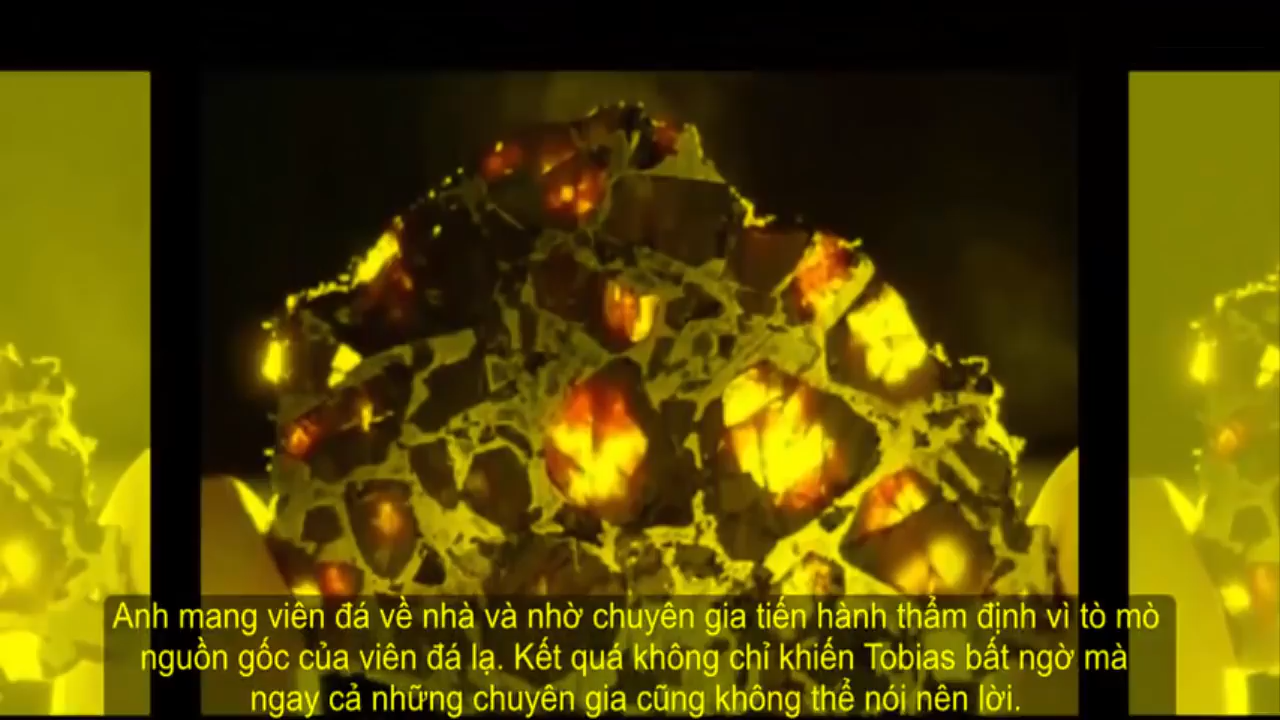 Anh mang viên đá về nhà và nhờ chuyên gia tiến hành thẩm định vì tò mò
nguồn gốc của viên đá lạ. Kết quá không chỉ khiến Tobias bất ngờ mà
ngay cả những chuyên gia cũng không thể nói nên lời.